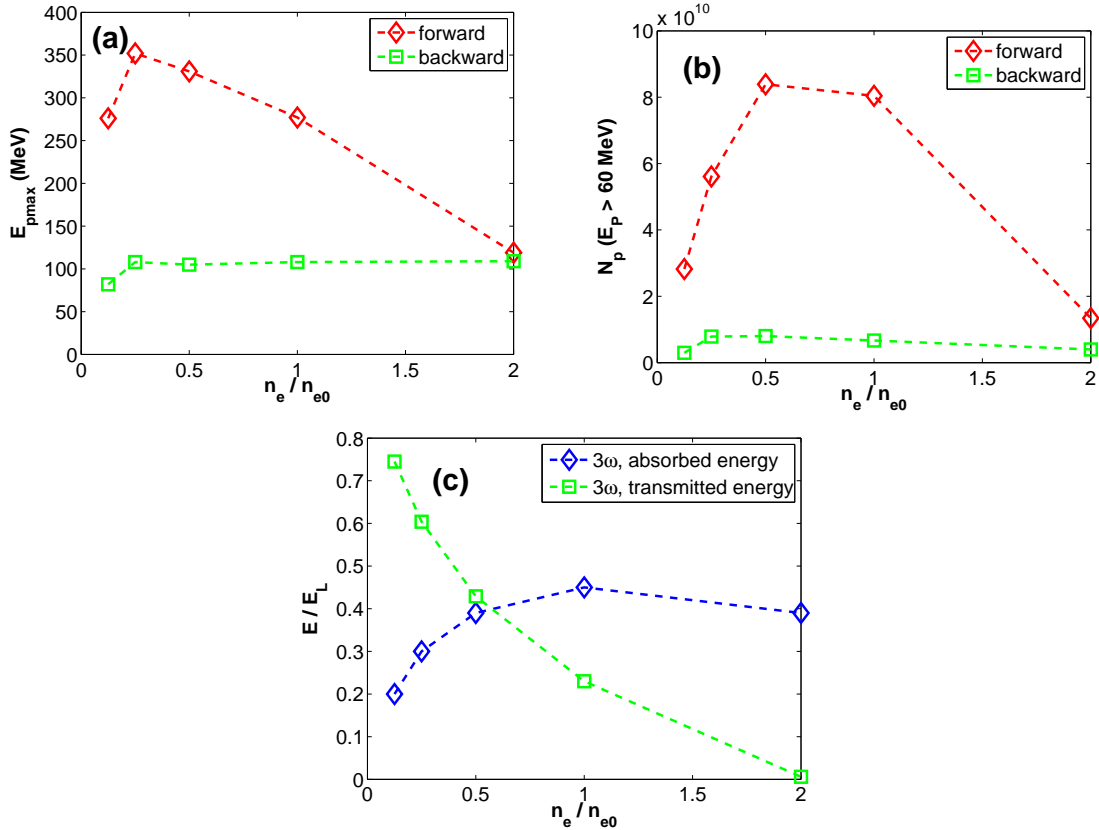 (a)
forward
backward
E_pmax (MeV)
400
350
300
250
200
150
100
50
0
0 0.5 1 1.5 2
n_e / n_e0
x 10^10
(b)
forward
backward
N_p (E_P > 60 MeV)
10
8
6
4
2
0
0 0.5 1 1.5 2
n_e / n_e0
(c)
3ω, absorbed energy
3ω, transmitted energy
E / E_L
0.8
0.7
0.6
0.5
0.4
0.3
0.2
0.1
0
0 0.5 1 1.5 2
n_e / n_e0